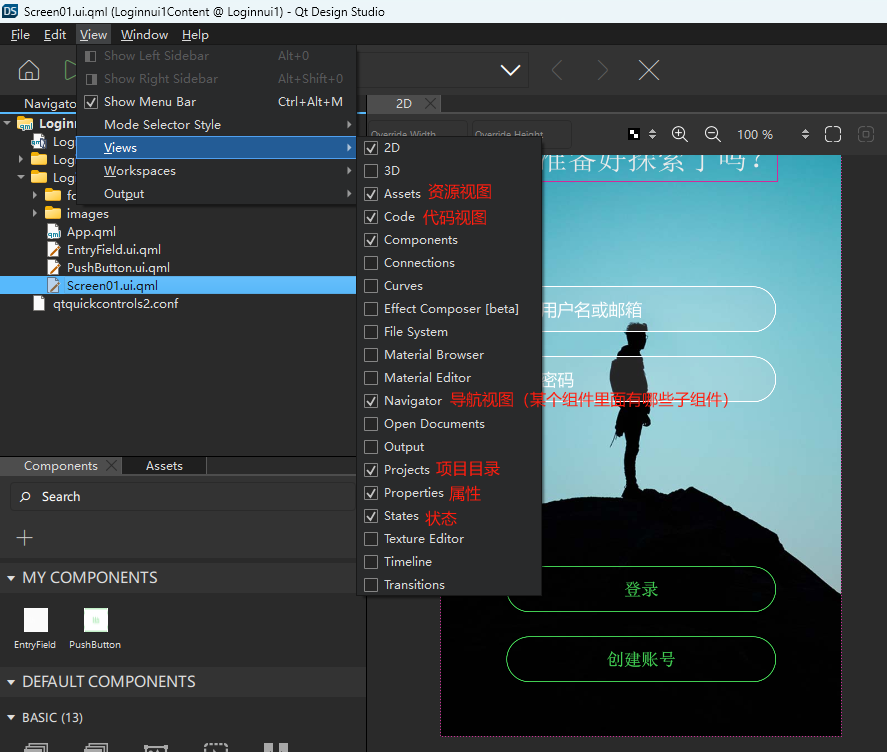 Screen01.ui.qml (Loginnui1Content @ Loginnui1) - Qt Design Studio
File Edit View Window Help
Show Left Sidebar Alt+0
Show Right Sidebar Alt+Shift+0
Show Menu Bar Ctrl+Alt+M
Mode Selector Style
Views
Workspaces
Output
2D
3D
Assets 资源视图
Code 代码视图
Components
Connections
Curves
Effect Composer [beta]
File System
Material Browser
Material Editor
Navigator 导航视图（某个组件里面有哪些子组件）
Open Documents
Output
Projects 项目目录
Properties 属性
States 状态
Texture Editor
Timeline
Transitions
Navigato
Loginn
Log
Log
Log
fo
images
App.qml
EntryField.ui.qml
PushButton.ui.qml
Screen01.ui.qml
qtquickcontrols2.conf
Components Assets
Search
MY COMPONENTS
EntryField PushButton
DEFAULT COMPONENTS
BASIC (13)
2D
Override Width Override Height
100 %
准备好探索了吗？
用户名或邮箱
密码
登录
创建账号